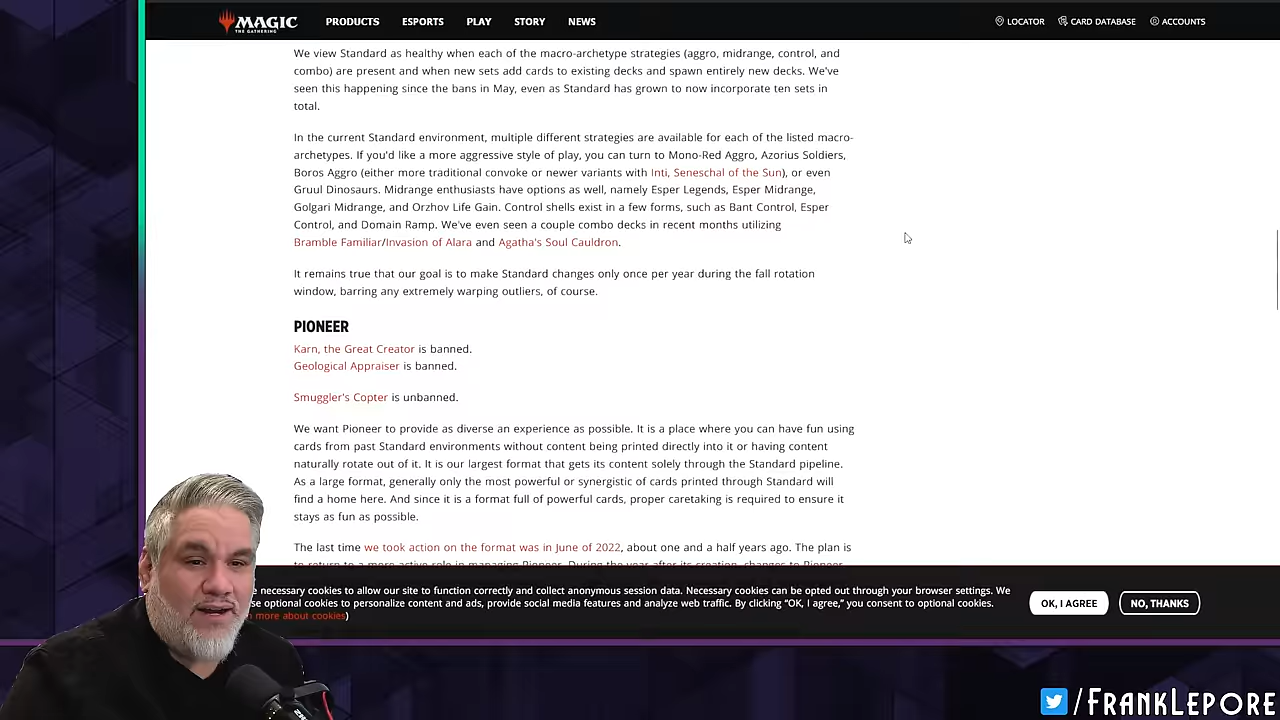 MAGIC
THE GATHERING
PRODUCTS ESPORTS PLAY STORY NEWS
LOCATOR CARD DATABASE ACCOUNTS
We view Standard as healthy when each of the macro-archetype strategies (aggro, midrange, control, and
combo) are present and when new sets add cards to existing decks and spawn entirely new decks. We've
seen this happening since the bans in May, even as Standard has grown to now incorporate ten sets in
total.
In the current Standard environment, multiple different strategies are available for each of the listed macro-
archetypes. If you'd like a more aggressive style of play, you can turn to Mono-Red Aggro, Azorius Soldiers,
Boros Aggro (either more traditional convoke or newer variants with Inti, Seneschal of the Sun), or even
Gruul Dinosaurs. Midrange enthusiasts have options as well, namely Esper Legends, Esper Midrange,
Golgari Midrange, and Orzhov Life Gain. Control shells exist in a few forms, such as Bant Control, Esper
Control, and Domain Ramp. We've even seen a couple combo decks in recent months utilizing
Bramble Familiar/Invasion of Alara and Agatha's Soul Cauldron.
It remains true that our goal is to make Standard changes only once per year during the fall rotation
window, barring any extremely warping outliers, of course.
PIONEER
Karn, the Great Creator is banned.
Geological Appraiser is banned.
Smuggler's Copter is unbanned.
We want Pioneer to provide as diverse an experience as possible. It is a place where you can have fun using
cards from past Standard environments without content being printed directly into it or having content
naturally rotate out of it. It is our largest format that gets its content solely through the Standard pipeline.
As a large format, generally only the most powerful or synergistic of cards printed through Standard will
find a home here. And since it is a format full of powerful cards, proper caretaking is required to ensure it
stays as fun as possible.
The last time we took action on the format was in June of 2022, about one and a half years ago. The plan is
to return to a more active role in managing Pioneer. During the year after its creation, changes to Pioneer
necessary cookies to allow our site to function correctly and collect anonymous session data. Necessary cookies can be opted out through your browser settings. We
optional cookies to personalize content and ads, provide social media features and analyze web traffic. By clicking "OK, I agree," you consent to optional cookies.
more about cookies)
OK, I AGREE NO, THANKS
/FRANKLEPORE